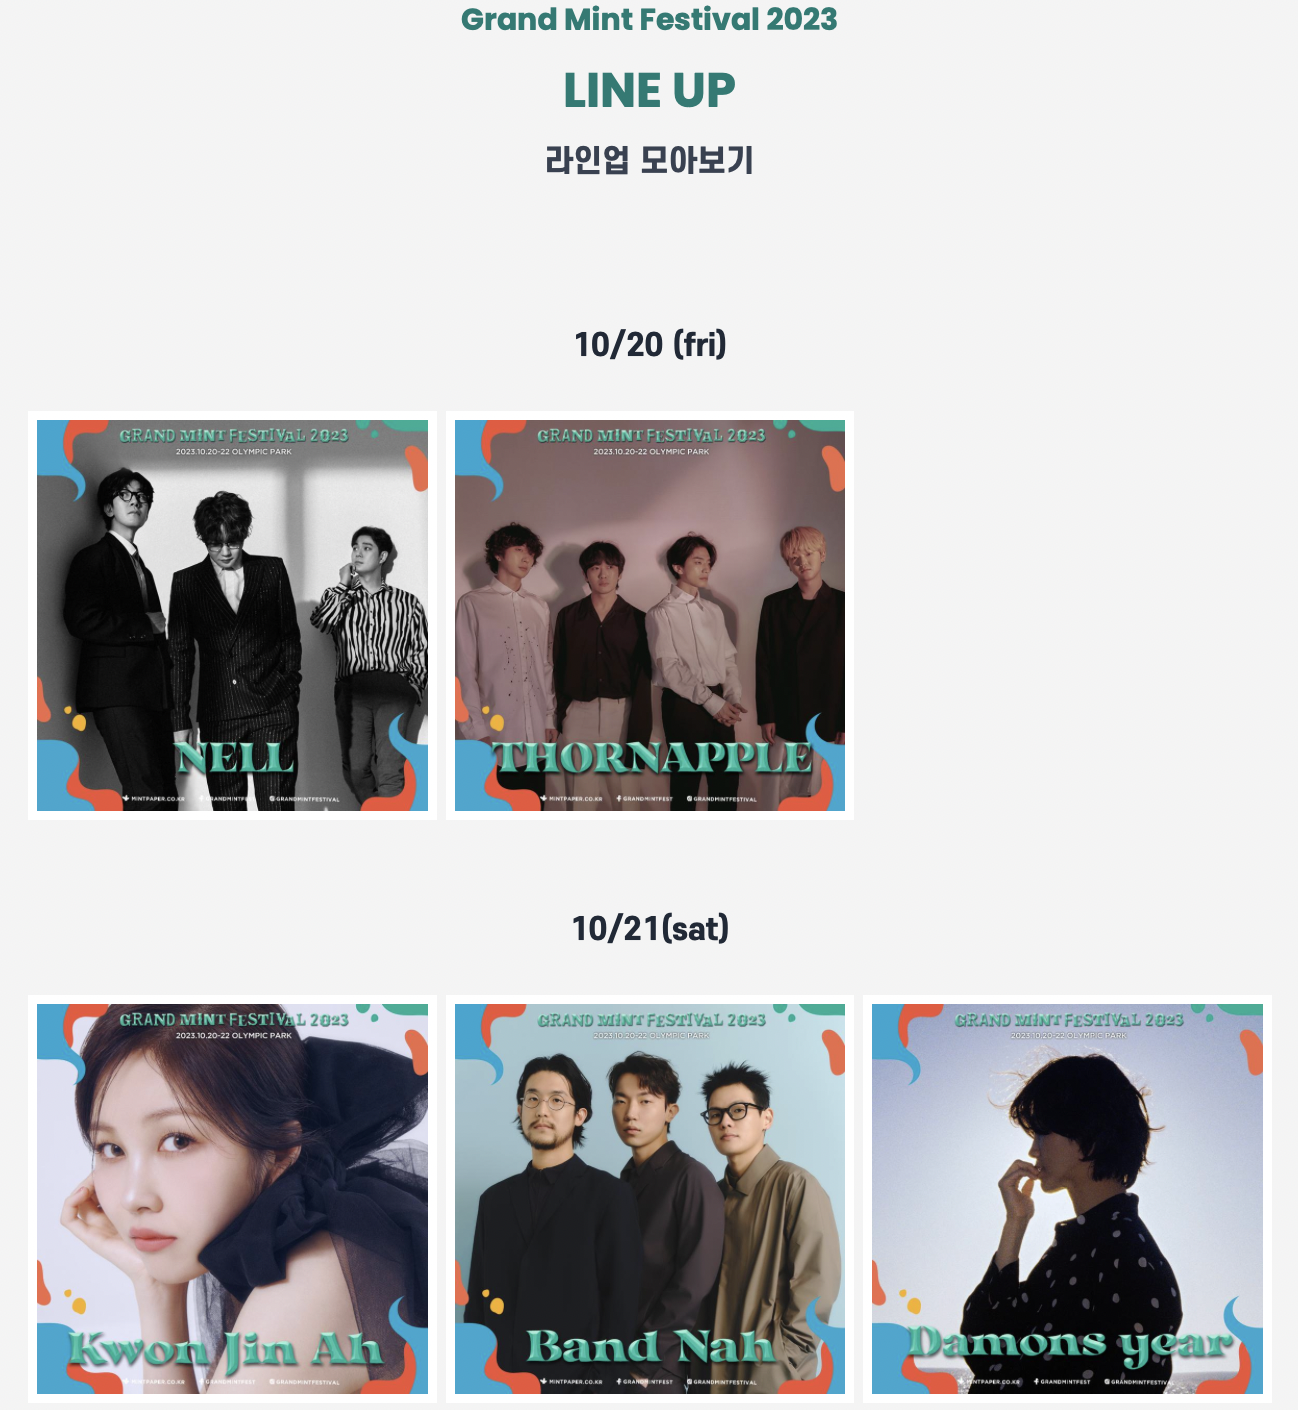 Grand Mint Festival 2023
LINE UP
라인업 모아보기
10/20 (fri)
GRAND MINT FESTIVAL 2023
2023.10.20-22 OLYMPIC PARK
NELL
MINTPAPER.CO.KR GRANDMINTFEST GRANDMINTFESTIVAL
GRAND MINT FESTIVAL 2023
2023.10.20-22 OLYMPIC PARK
THORNAPPLE
MINTPAPER.CO.KR GRANDMINTFEST GRANDMINTFESTIVAL
10/21(sat)
GRAND MINT FESTIVAL 2023
2023.10.20-22 OLYMPIC PARK
Kwon Jin Ah
MINTPAPER.CO.KR GRANDMINTFEST GRANDMINTFESTIVAL
GRAND MINT FESTIVAL 2023
2023.10.20-22 OLYMPIC PARK
Band Nah
MINTPAPER.CO.KR GRANDMINTFEST GRANDMINTFESTIVAL
GRAND MINT FESTIVAL 2023
2023.10.20-22 OLYMPIC PARK
Damons year
MINTPAPER.CO.KR GRANDMINTFEST GRANDMINTFESTIVAL